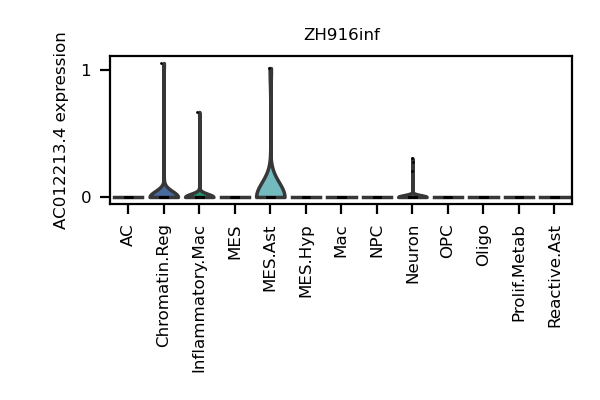 ZH916inf
AC012213.4 expression
1
0
AC
Chromatin.Reg
Inflammatory.Mac
MES
MES.Ast
MES.Hyp
Mac
NPC
Neuron
OPC
Oligo
Prolif.Metab
Reactive.Ast